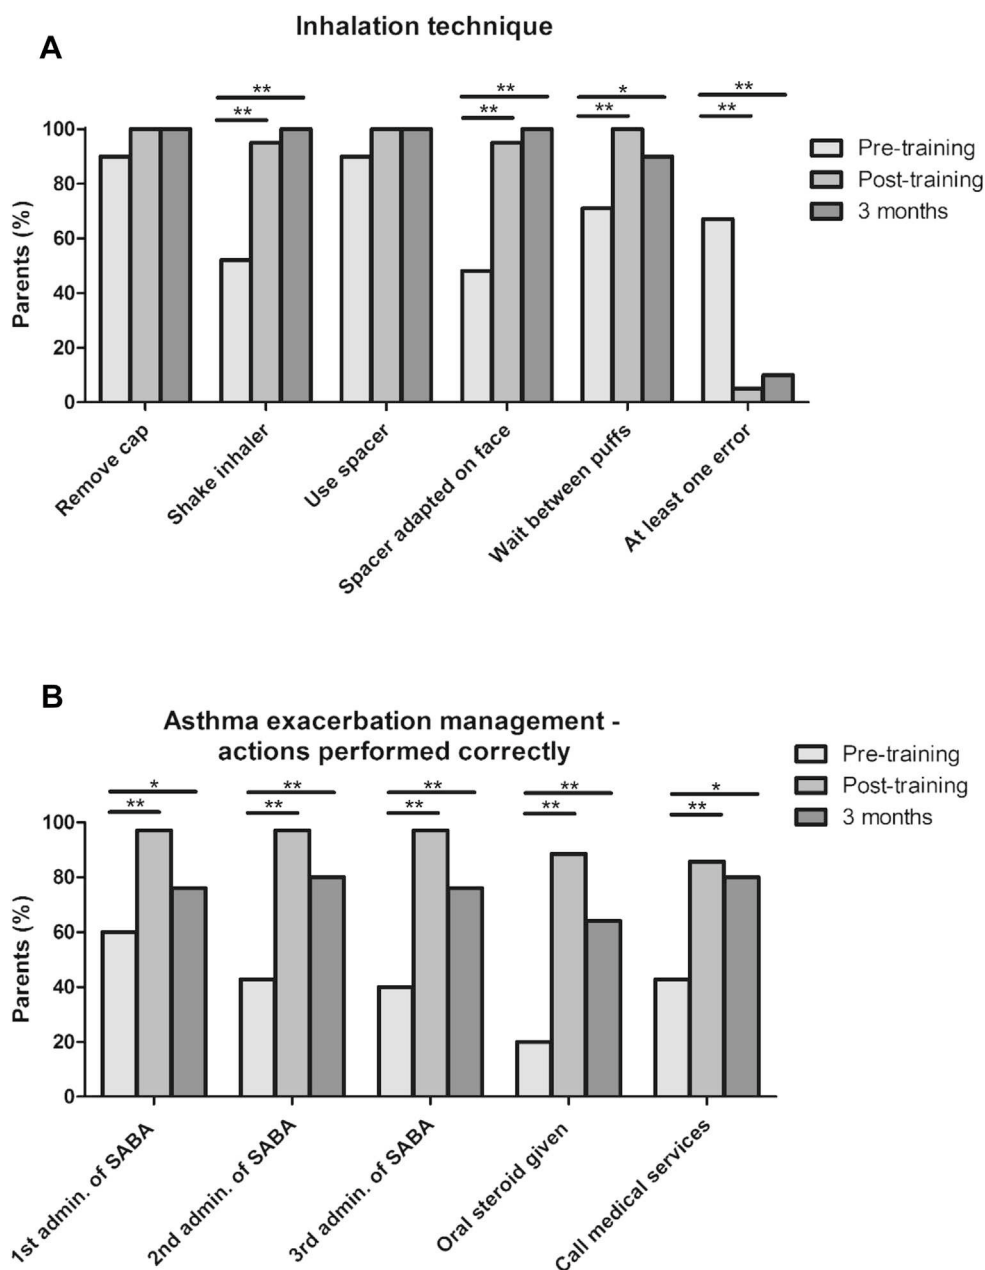 A
Inhalation technique
**
**
**
**
*
**
**
**
100
80
60
40
20
0
Parents (%)
Pre-training
Post-training
3 months
Remove cap
Shake inhaler
Use spacer
Spacer adapted on face
Wait between puffs
At least one error
B
Asthma exacerbation management -
actions performed correctly
*
**
**
**
**
**
**
**
*
**
100
80
60
40
20
0
Parents (%)
Pre-training
Post-training
3 months
1st admin. of SABA
2nd admin. of SABA
3rd admin. of SABA
Oral steroid given
Call medical services